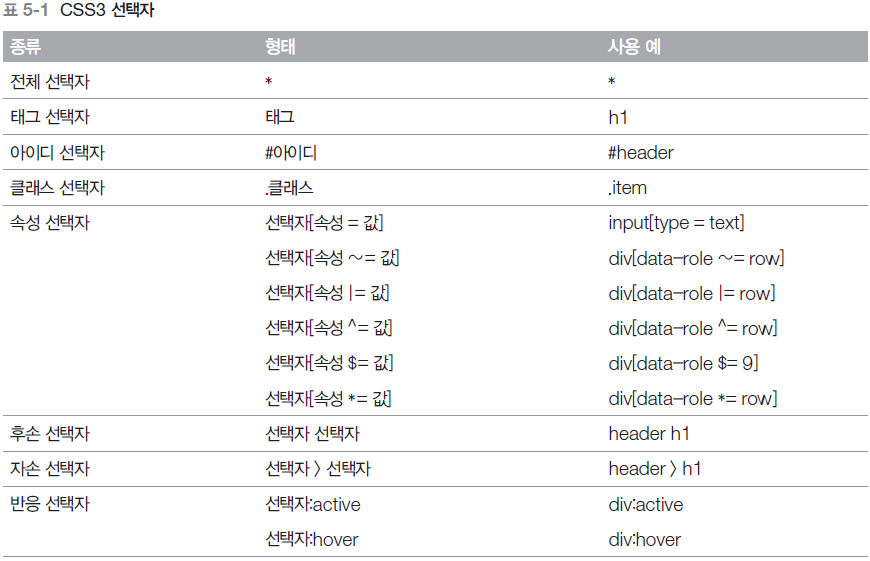 표 5-1 CSS3 선택자
종류 형태 사용 예
전체 선택자 * *
태그 선택자 태그 h1
아이디 선택자 #아이디 #header
클래스 선택자 .클래스 .item
속성 선택자 선택자[속성 = 값] input[type = text]
선택자[속성 ~= 값] div[data-role ~= row]
선택자[속성 |= 값] div[data-role |= row]
선택자[속성 ^= 값] div[data-role ^= row]
선택자[속성 $= 값] div[data-role $= 9]
선택자[속성 *= 값] div[data-role *= row]
후손 선택자 선택자 선택자 header h1
자손 선택자 선택자 > 선택자 header > h1
반응 선택자 선택자:active div:active
선택자:hover div:hover